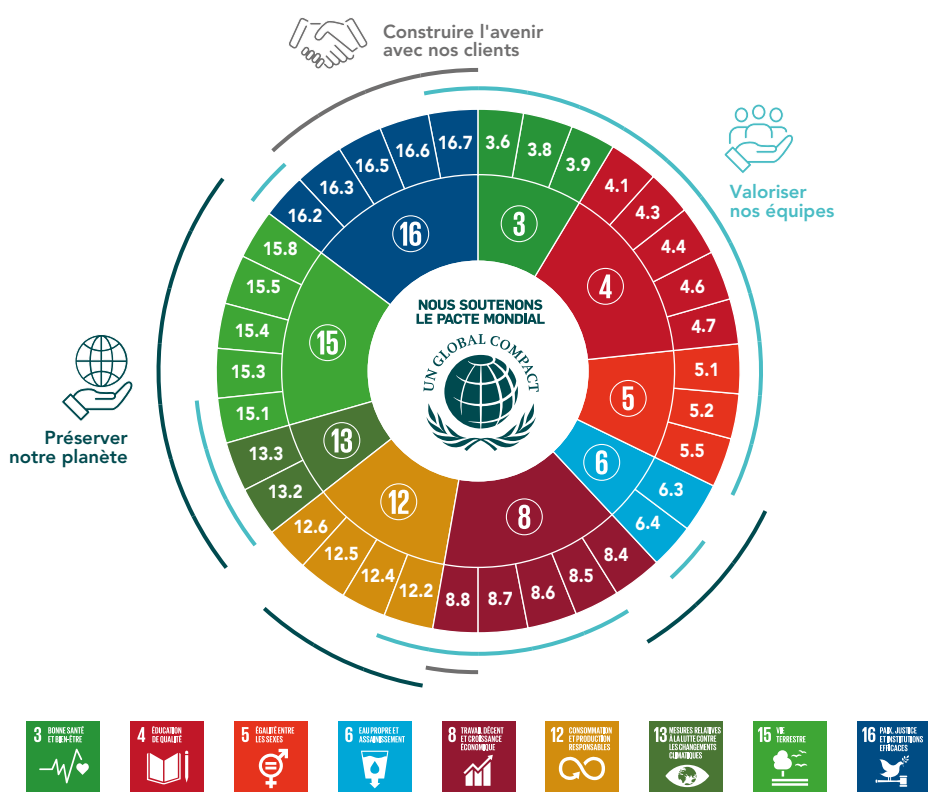 Construire l'avenir
avec nos clients
Valoriser
nos équipes
Préserver
notre planète
3.6
3.8
3.9
4.1
4.3
4.4
4.6
4.7
5.1
5.2
5.5
6.3
6.4
8.4
8.5
8.6
8.7
8.8
12.2
12.4
12.5
12.6
13.2
13.3
15.1
15.3
15.4
15.5
15.8
16.2
16.3
16.5
16.6
16.7
3
4
5
6
8
12
13
15
16
NOUS SOUTENONS
LE PACTE MONDIAL
UN GLOBAL COMPACT
3 BONNE SANTÉ
ET BIEN-ÊTRE
4 ÉDUCATION
DE QUALITÉ
5 ÉGALITÉ ENTRE
LES SEXES
6 EAU PROPRE ET
ASSAINISSEMENT
8 TRAVAIL DÉCENT
ET CROISSANCE
ÉCONOMIQUE
12 CONSOMMATION
ET PRODUCTION
RESPONSABLES
13 MESURES RELATIVES
À LA LUTTE CONTRE
LES CHANGEMENTS
CLIMATIQUES
15 VIE
TERRESTRE
16 PAIX, JUSTICE
ET INSTITUTIONS
EFFICACES